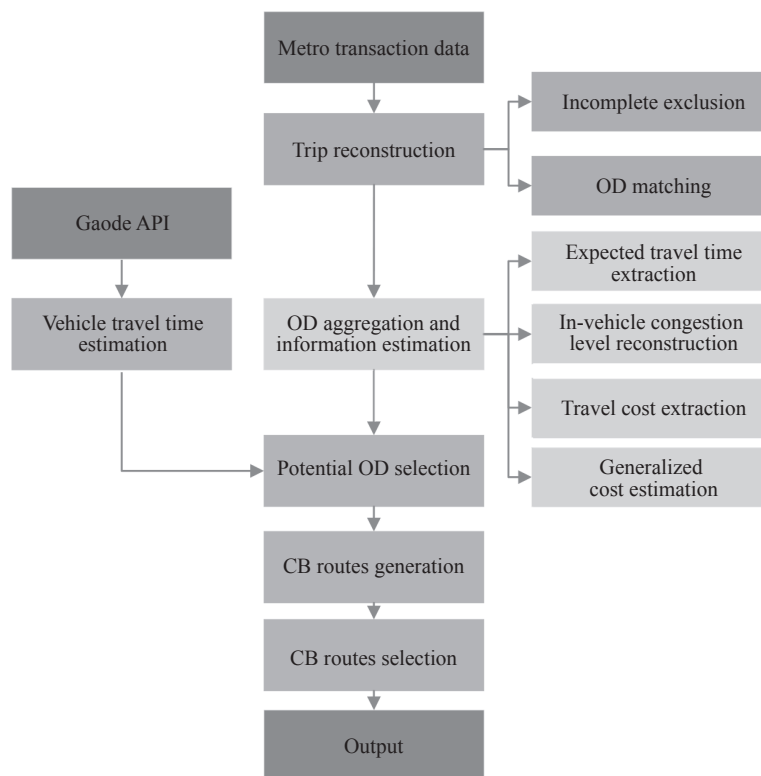 Metro transaction data
Trip reconstruction
Incomplete exclusion
OD matching
Gaode API
Vehicle travel time
estimation
OD aggregation and
information estimation
Expected travel time
extraction
In-vehicle congestion
level reconstruction
Travel cost extraction
Generalized
cost estimation
Potential OD selection
CB routes generation
CB routes selection
Output